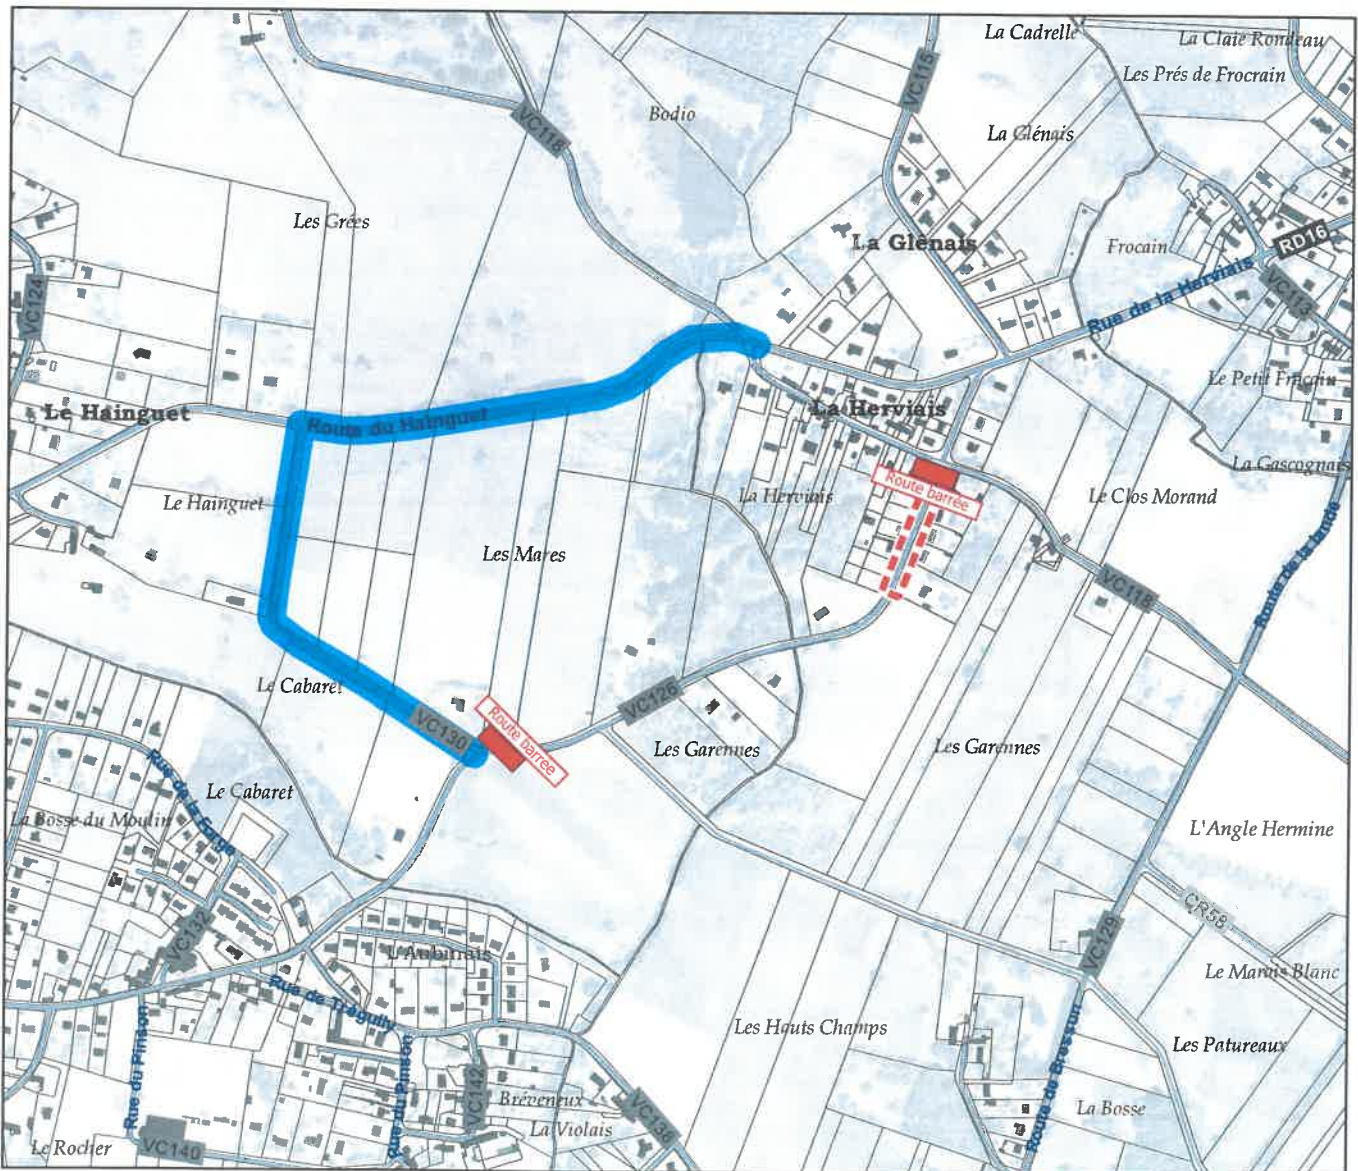 La Cadrelle
La Claie Rondeau
Les Prés de Frocrain
VC115
Bodio
VC118
La Glénais
Les Grées
La Glénais
Frocain
RD16
Rue de la Herviais
VC113
VC124
Le Petit Frocain
Le Hainguet
Route du Hainguet
La Herviais
La Gascognais
Route barrée
Le Hainguet
La Herviais
Le Clos Morand
Route de la lande
Les Mares
VC118
Le Cabaret
VC126
VC130
Route barrée
Les Garennes
Les Garennes
Rue de la Forge
Le Cabaret
La Bosse du Moulin
L'Angle Hermine
CR58
VC132
VC129
L'Aubinais
Le Marais Blanc
Rue de Tréguily
Les Hauts Champs
Les Patureaux
Rue du Pinson
Rue du Pinson
Route de Bresson
VC142
Bréveneux
VC138
La Bosse
La Violais
Le Rocher
VC140